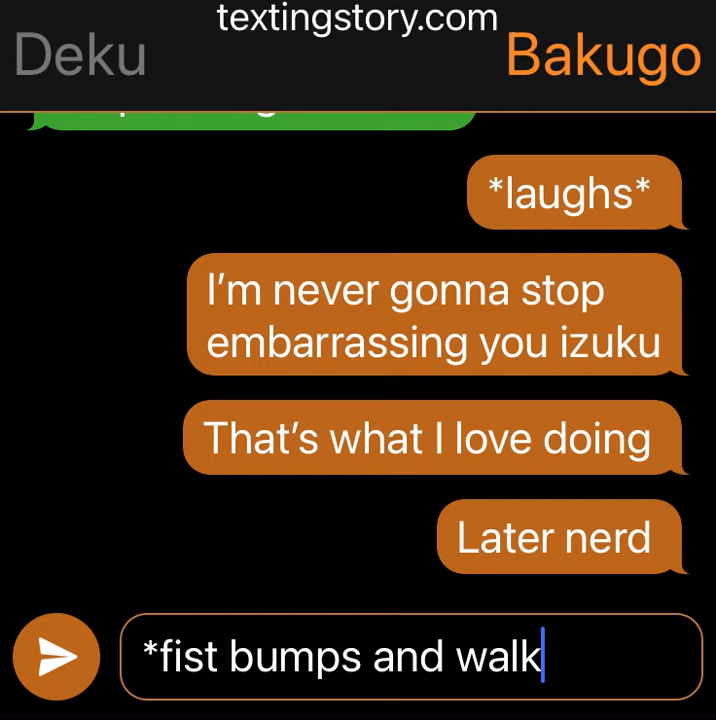 textingstory.com
Deku
Bakugo
*laughs*
I'm never gonna stop
embarrassing you izuku
That's what I love doing
Later nerd
*fist bumps and walk